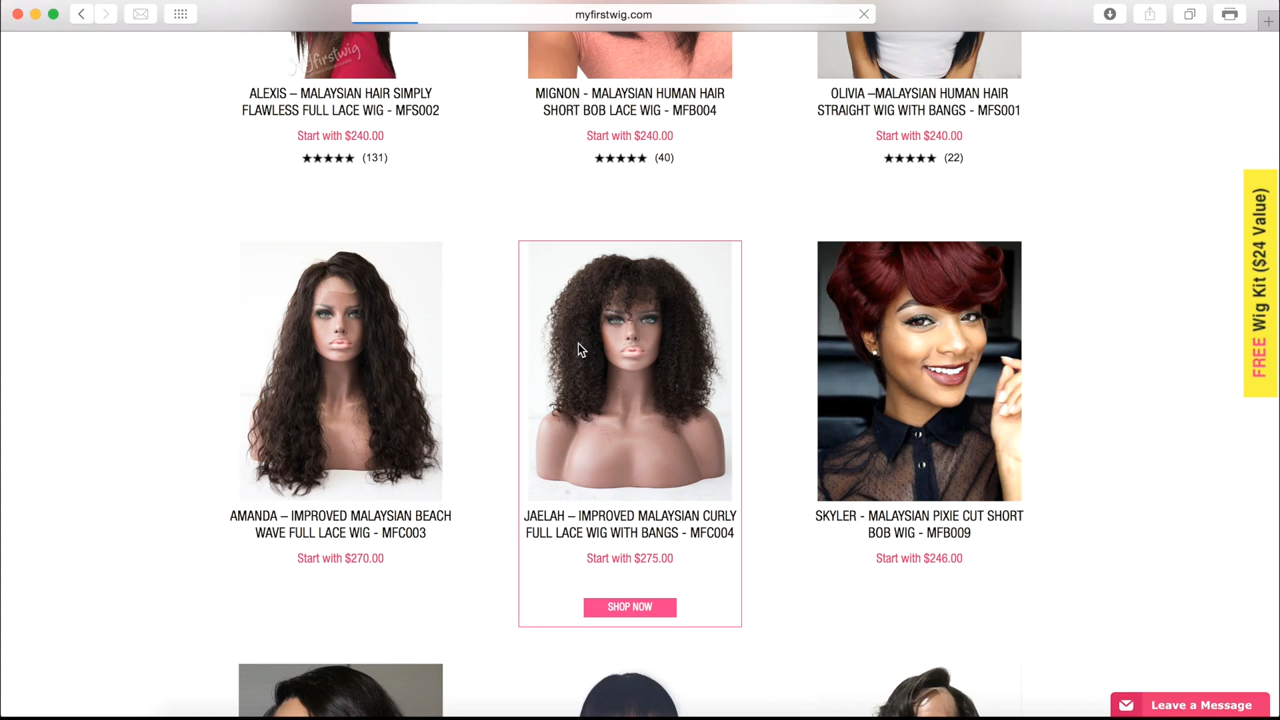 myfirstwig.com
Myfirstwig
ALEXIS – MALAYSIAN HAIR SIMPLY
FLAWLESS FULL LACE WIG - MFS002
Start with $240.00
★★★★★ (131)
MIGNON - MALAYSIAN HUMAN HAIR
SHORT BOB LACE WIG - MFB004
Start with $240.00
★★★★★ (40)
OLIVIA –MALAYSIAN HUMAN HAIR
STRAIGHT WIG WITH BANGS - MFS001
Start with $240.00
★★★★★ (22)
FREE Wig Kit ($24 Value)
AMANDA – IMPROVED MALAYSIAN BEACH
WAVE FULL LACE WIG - MFC003
Start with $270.00
JAELAH – IMPROVED MALAYSIAN CURLY
FULL LACE WIG WITH BANGS - MFC004
Start with $275.00
SHOP NOW
SKYLER - MALAYSIAN PIXIE CUT SHORT
BOB WIG - MFB009
Start with $246.00
Leave a Message